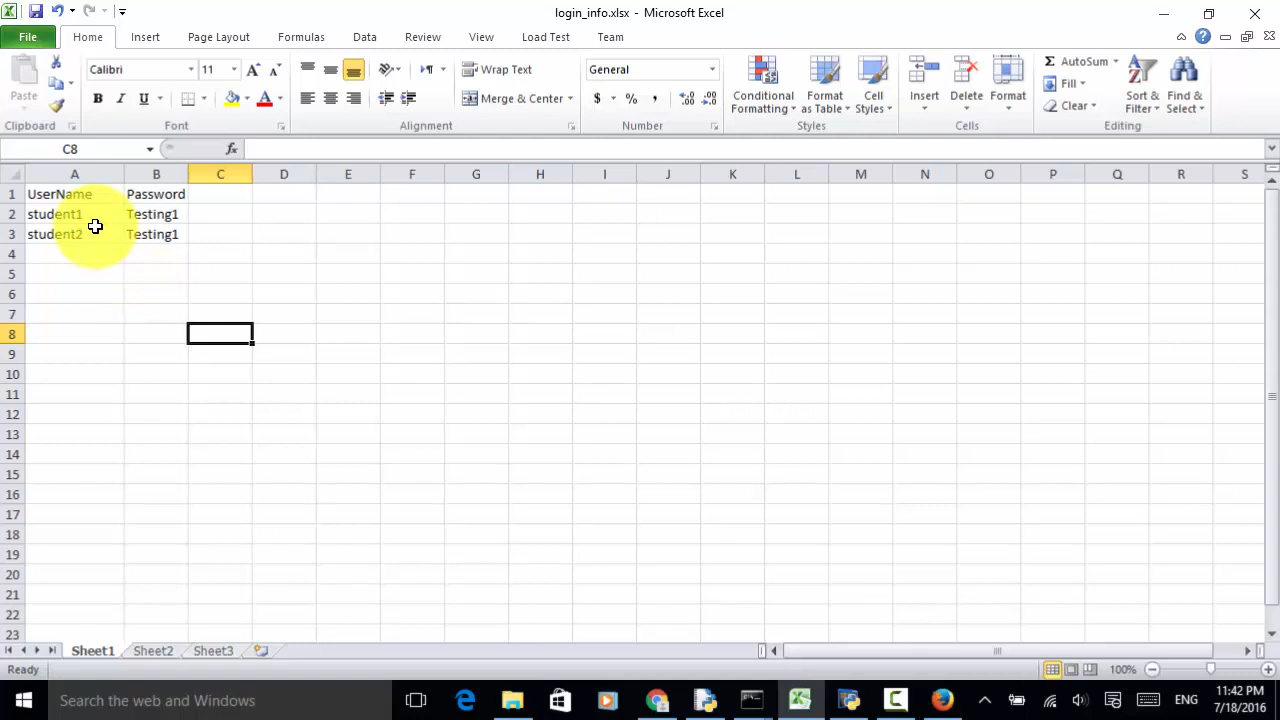 login_info.xlsx - Microsoft Excel
File Home Insert Page Layout Formulas Data Review View Load Test Team
Paste
Calibri 11
B I U
A A A
Wrap Text
Merge & Center
General
$ % ,
Conditional Formatting
Format as Table
Cell Styles
Insert
Delete
Format
Σ AutoSum
Fill
Clear
Sort & Filter
Find & Select
Clipboard Font Alignment Number Styles Cells Editing
C8 fx
A B C D E F G H I J K L M N O P Q R S
1 UserName Password
2 student1 Testing1
3 student2 Testing1
4
5
6
7
8
9
10
11
12
13
14
15
16
17
18
19
20
21
22
23
Sheet1 Sheet2 Sheet3
Ready 100%
Search the web and Windows
ENG
11:42 PM
7/18/2016